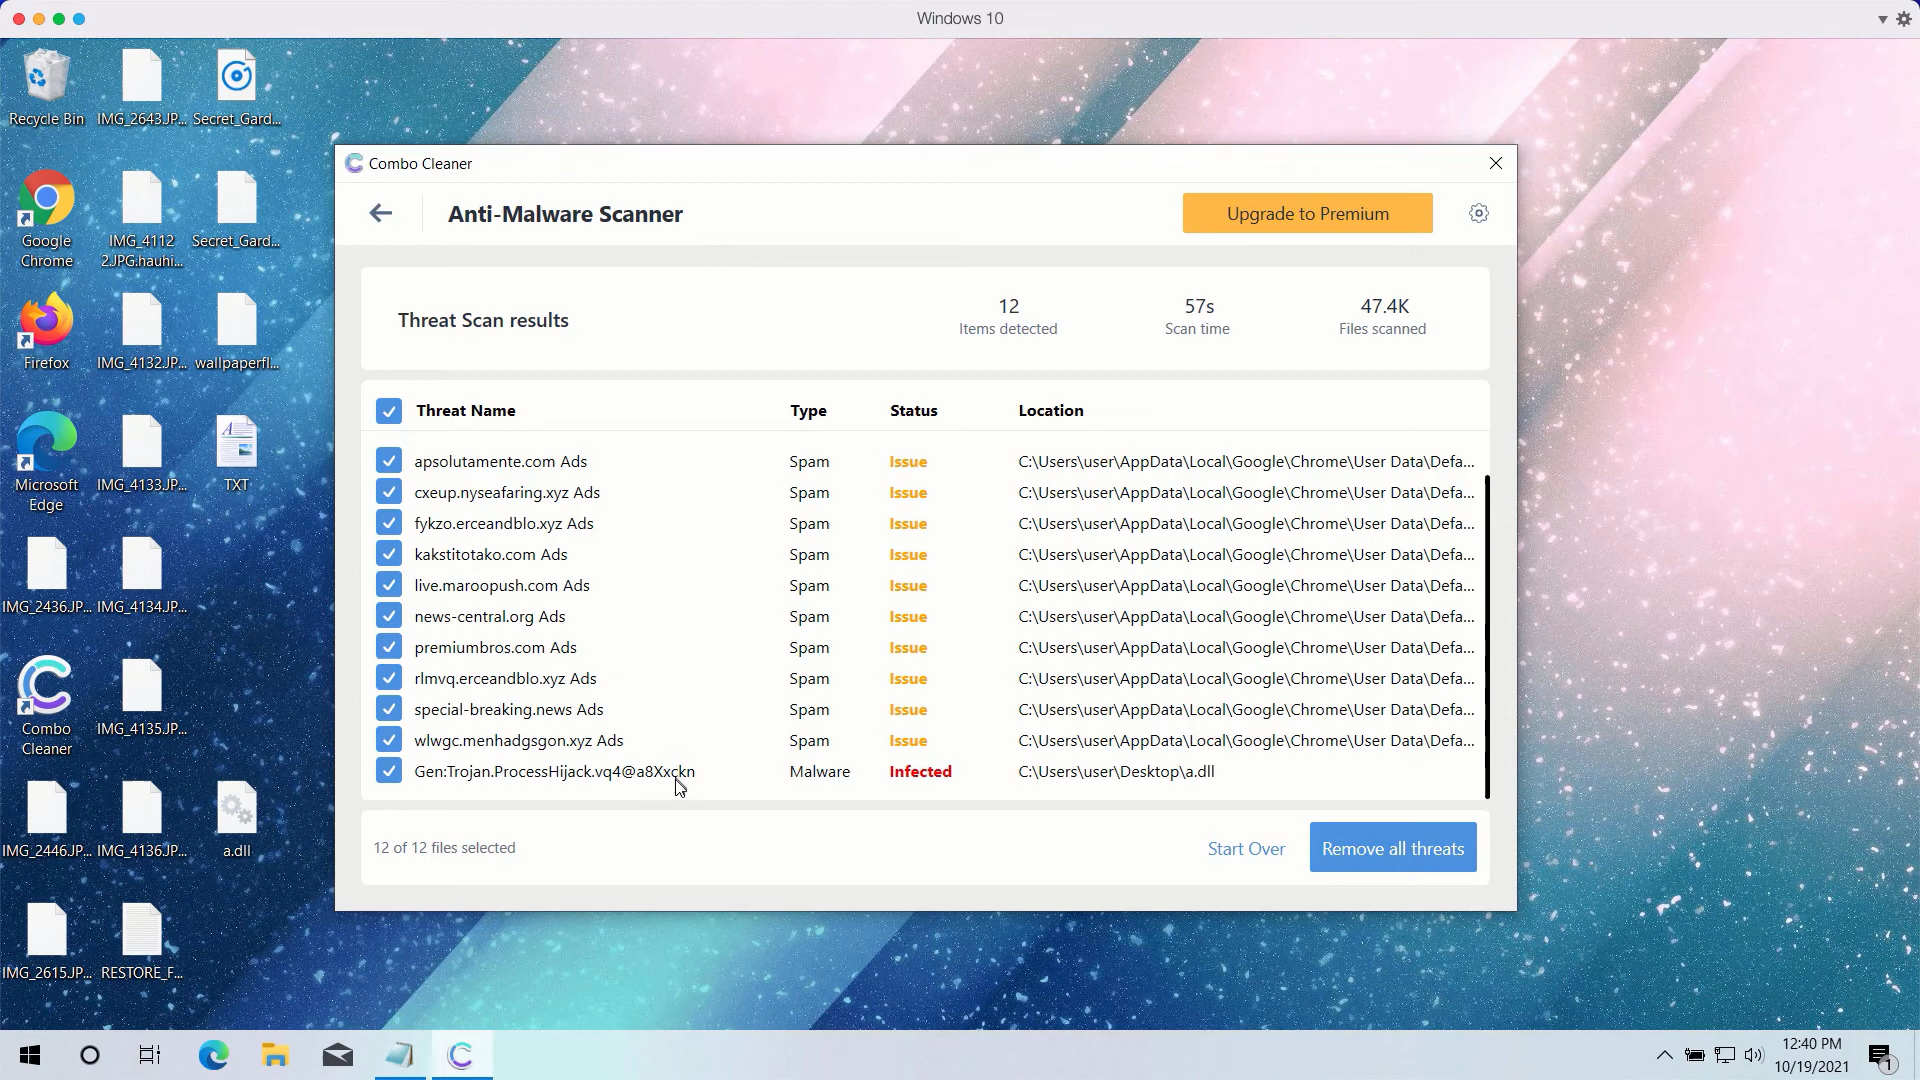 Windows 10
Recycle Bin
IMG_2643.JP...
Secret_Gard...
Google
Chrome
IMG_4112
2.JPG.hauhi...
Secret_Gard...
Firefox
IMG_4132.JP...
wallpaperfl...
Microsoft
Edge
IMG_4133.JP...
TXT
IMG_2436.JP...
IMG_4134.JP...
Combo
Cleaner
IMG_4135.JP...
IMG_2446.JP...
IMG_4136.JP...
a.dll
IMG_2615.JP...
RESTORE_F...
Combo Cleaner
Anti-Malware Scanner
Upgrade to Premium
Threat Scan results
12
Items detected
57s
Scan time
47.4K
Files scanned
Threat Name Type Status Location
apsolutamente.com Ads Spam Issue C:\Users\user\AppData\Local\Google\Chrome\User Data\Defa...
cxeup.nyseafaring.xyz Ads Spam Issue C:\Users\user\AppData\Local\Google\Chrome\User Data\Defa...
fykzo.erceandblo.xyz Ads Spam Issue C:\Users\user\AppData\Local\Google\Chrome\User Data\Defa...
kakstitotako.com Ads Spam Issue C:\Users\user\AppData\Local\Google\Chrome\User Data\Defa...
live.maroopush.com Ads Spam Issue C:\Users\user\AppData\Local\Google\Chrome\User Data\Defa...
news-central.org Ads Spam Issue C:\Users\user\AppData\Local\Google\Chrome\User Data\Defa...
premiumbros.com Ads Spam Issue C:\Users\user\AppData\Local\Google\Chrome\User Data\Defa...
rlmvq.erceandblo.xyz Ads Spam Issue C:\Users\user\AppData\Local\Google\Chrome\User Data\Defa...
special-breaking.news Ads Spam Issue C:\Users\user\AppData\Local\Google\Chrome\User Data\Defa...
wlwgc.menhadgsgon.xyz Ads Spam Issue C:\Users\user\AppData\Local\Google\Chrome\User Data\Defa...
Gen:Trojan.ProcessHijack.vq4@a8Xxckn Malware Infected C:\Users\user\Desktop\a.dll
12 of 12 files selected
Start Over
Remove all threats
12:40 PM
10/19/2021
1